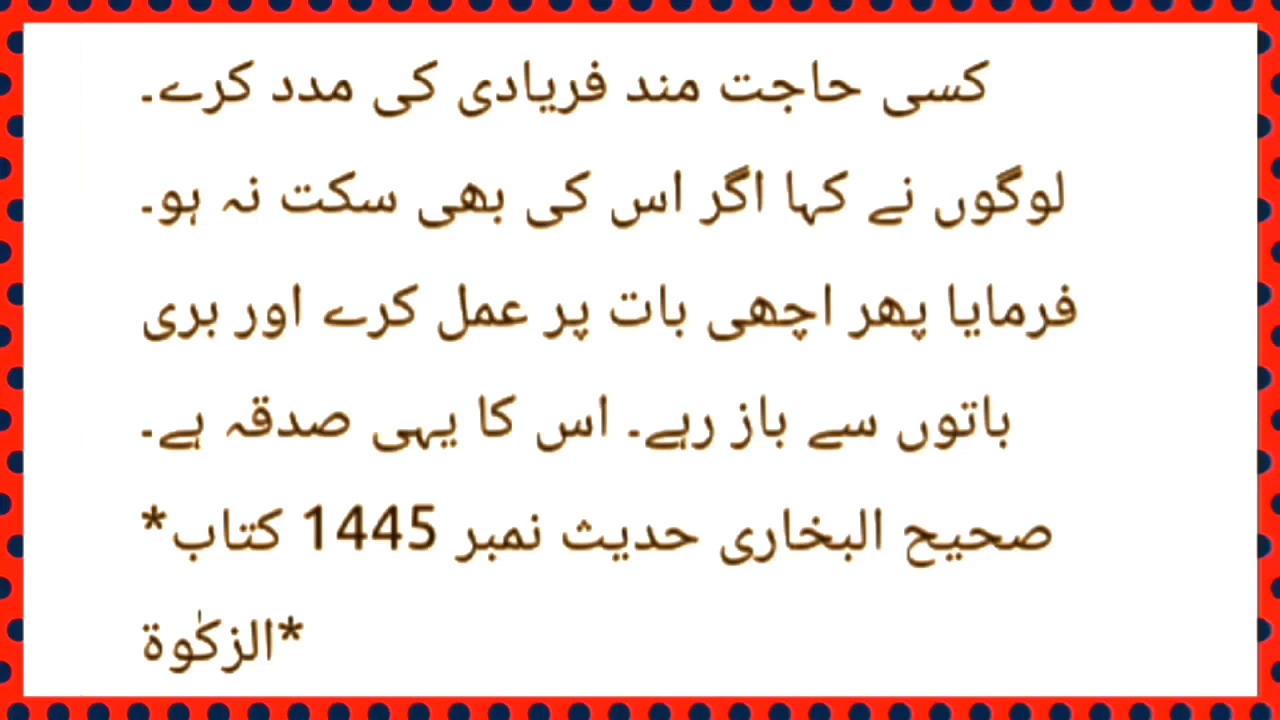 کسی حاجت مند فریادی کی مدد کرے۔
لوگوں نے کہا اگر اس کی بھی سکت نہ ہو۔
فرمایا پھر اچھی بات پر عمل کرے اور بری
باتوں سے باز رہے۔ اس کا یہی صدقہ ہے۔
صحیح البخاری حدیث نمبر 1445 کتاب*
*الزکٰوة